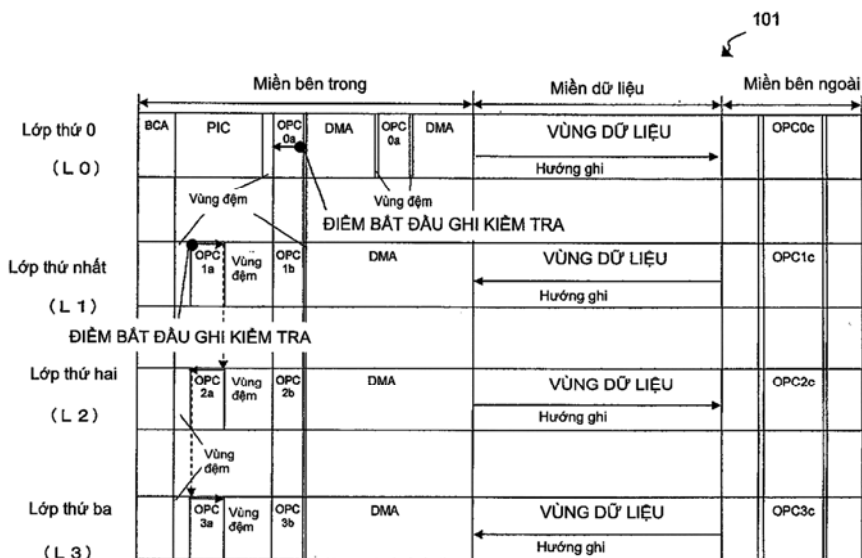 101
Miền bên trong Miền dữ liệu Miền bên ngoài
Lớp thứ 0
(L 0)
BCA PIC OPC 0a DMA OPC 0a DMA VÙNG DỮ LIỆU OPC0c
Hướng ghi
Vùng đệm Vùng đệm
ĐIỂM BẮT ĐẦU GHI KIỂM TRA
Lớp thứ nhất
(L 1)
OPC 1a Vùng đệm OPC 1b DMA VÙNG DỮ LIỆU OPC1c
Hướng ghi
ĐIỂM BẮT ĐẦU GHI KIỂM TRA
Lớp thứ hai
(L 2)
OPC 2a Vùng đệm OPC 2b DMA VÙNG DỮ LIỆU OPC2c
Hướng ghi
Vùng đệm
Lớp thứ ba
(L 3)
OPC 3a Vùng đệm OPC 3b DMA VÙNG DỮ LIỆU OPC3c
Hướng ghi